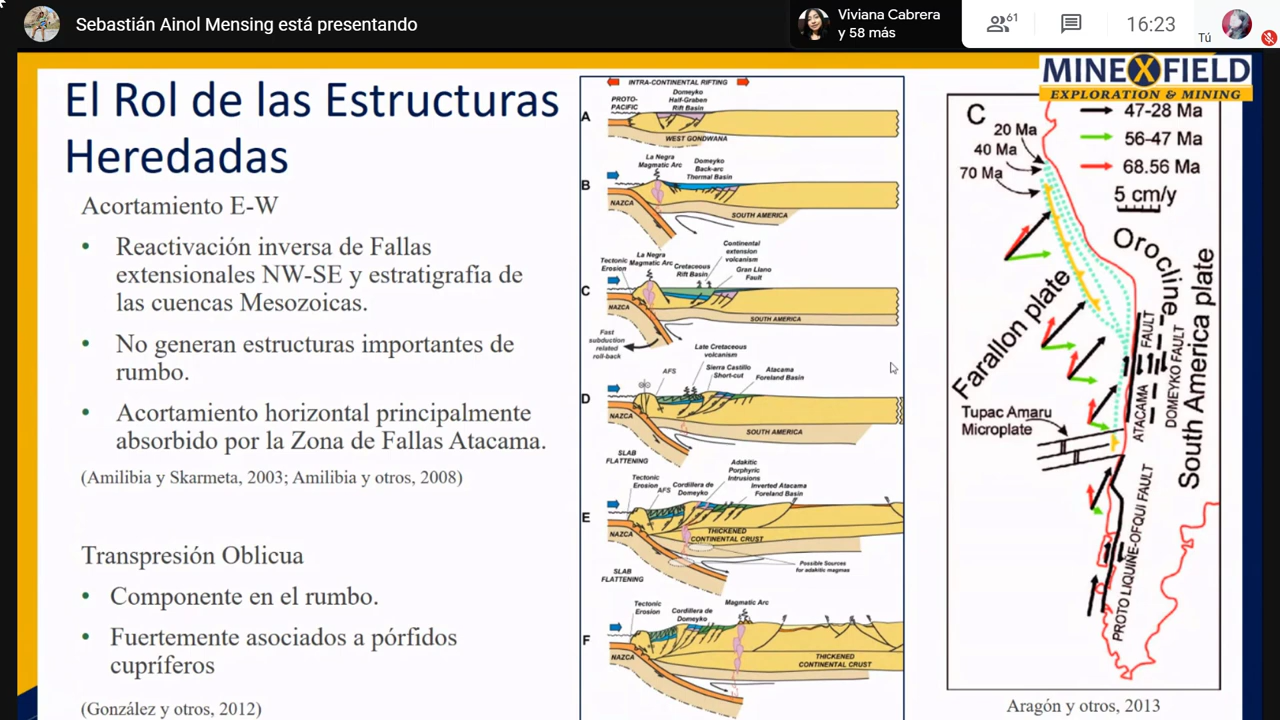 Sebastián Ainol Mensing está presentando
Viviana Cabrera
y 58 más
61
16:23
Tú
MINEXFIELD
EXPLORATION & MINING
El Rol de las Estructuras
Heredadas
Acortamiento E-W
• Reactivación inversa de Fallas
extensionales NW-SE y estratigrafía de
las cuencas Mesozoicas.
• No generan estructuras importantes de
rumbo.
• Acortamiento horizontal principalmente
absorbido por la Zona de Fallas Atacama.
(Amilibia y Skarmeta, 2003; Amilibia y otros, 2008)
Transpresión Oblicua
• Componente en el rumbo.
• Fuertemente asociados a pórfidos
cupríferos
(González y otros, 2012)
INTRA-CONTINENTAL RIFTING
PROTO-
PACIFIC
Domeyko
Half-Graben
Rift Basin
A
WEST GONDWANA
La Negra
Magmatic Arc
Domeyko
Back-arc
Thermal Basin
B
NAZCA
SOUTH AMERICA
Continental
extension
volcanism
Tectonic
Erosion
La Negra
Magmatic Arc
Cretaceous
Rift Basin
Gran Llano
Fault
C
NAZCA
SOUTH AMERICA
Fast
subduction
related
roll-back
Late Cretaceous
volcanism
AFS
Sierra Castillo
Short-cut
Atacama
Foreland Basin
D
NAZCA
SOUTH AMERICA
SLAB
FLATTENING
Tectonic
Erosion
AFS
Cordillera de
Domeyko
Adakitic
Porphyric
Intrusions
Inverted Atacama
Foreland Basin
E
NAZCA
THICKENED
CONTINENTAL CRUST
Possible Sources
for adakitic magmas
SLAB
FLATTENING
Tectonic
Erosion
Cordillera de
Domeyko
Magmatic Arc
F
NAZCA
THICKENED
CONTINENTAL CRUST
C
47-28 Ma
56-47 Ma
68.56 Ma
5 cm/y
20 Ma
40 Ma
70 Ma
Orocline
Farallon plate
South America plate
ATACAMA FAULT
DOMEYKO FAULT
Tupac Amaru
Microplate
PROTO LIQUIÑE-OFQUI FAULT
Aragón y otros, 2013